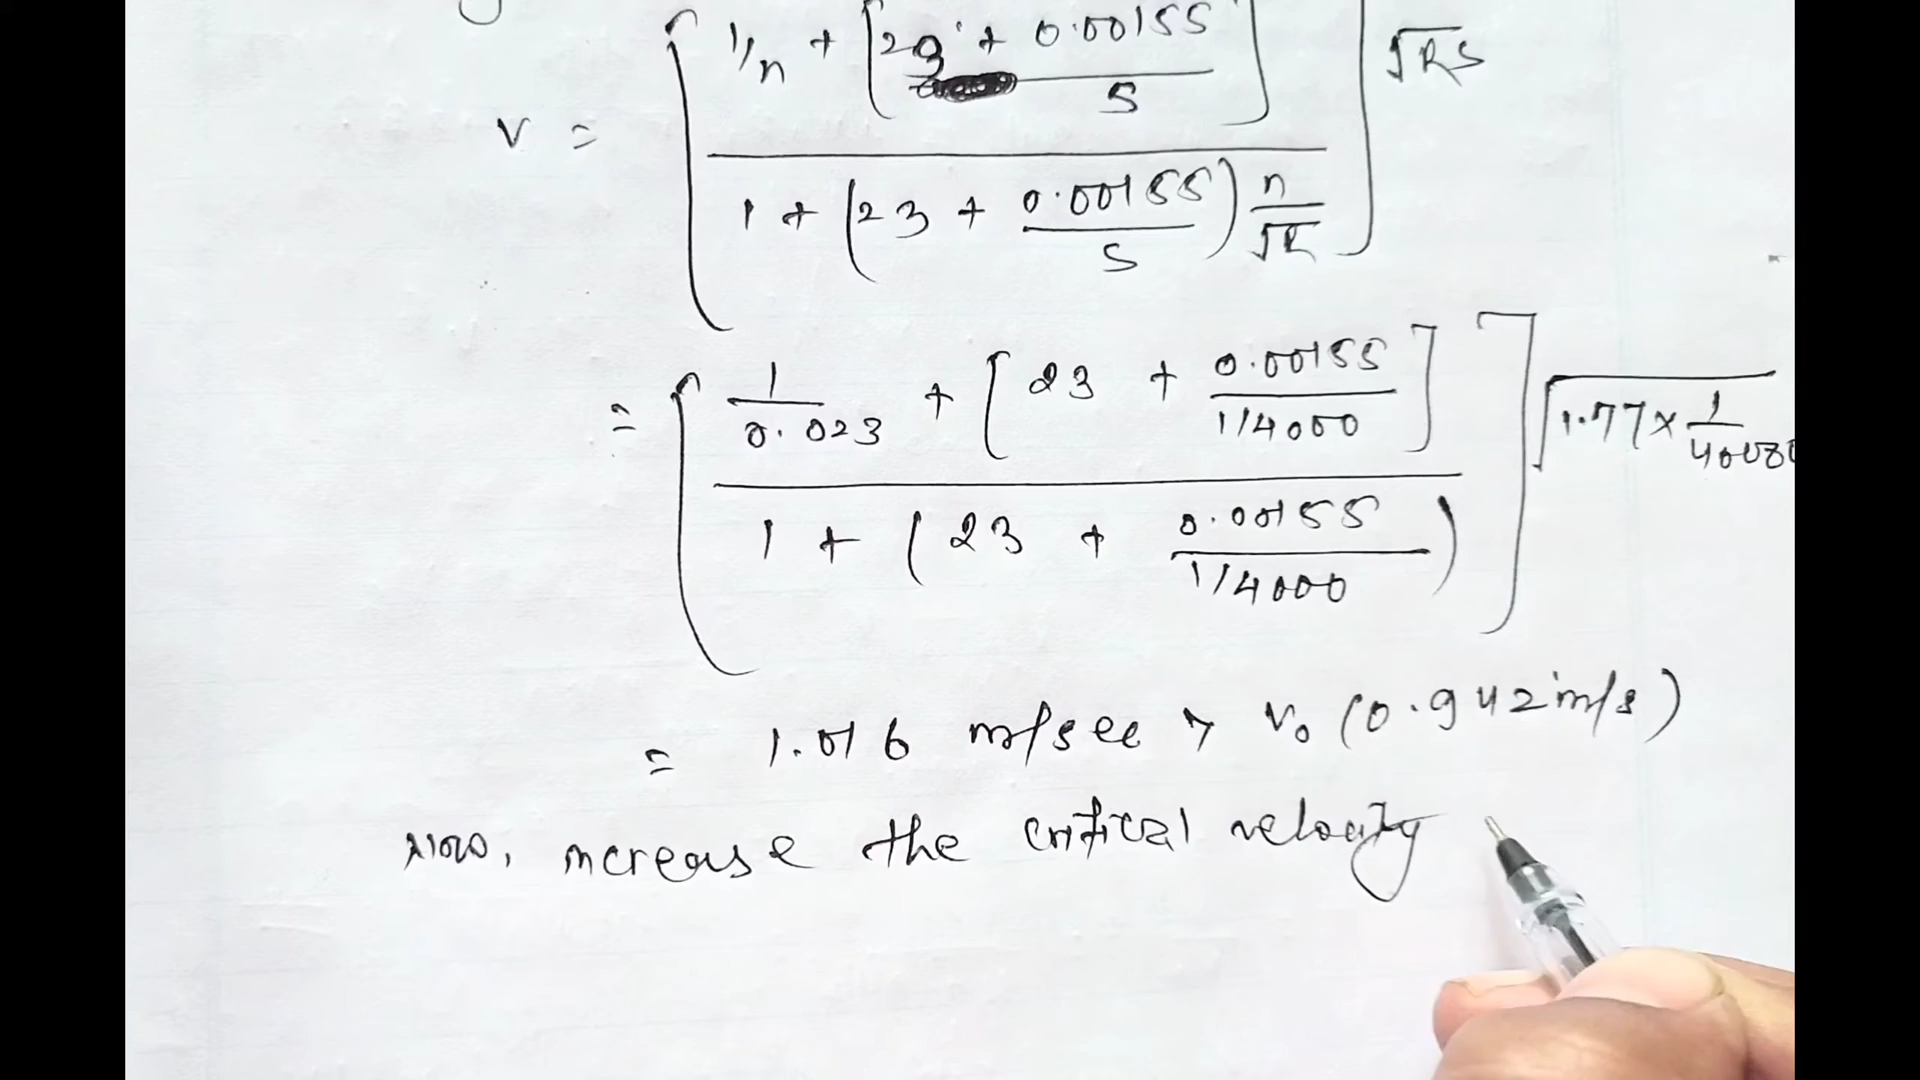 V = [ 1/n + [23 + 0.00155/S] / 1 + (23 + 0.00155/S) n/√R ] √RS
= [ 1/0.023 + [23 + 0.00155/1/4000] / 1 + (23 + 0.00155/1/4000) ] √1.77 × 1/4000
= 1.016 m/sec > V₀ (0.942 m/s)
Now, increase the critical velocity